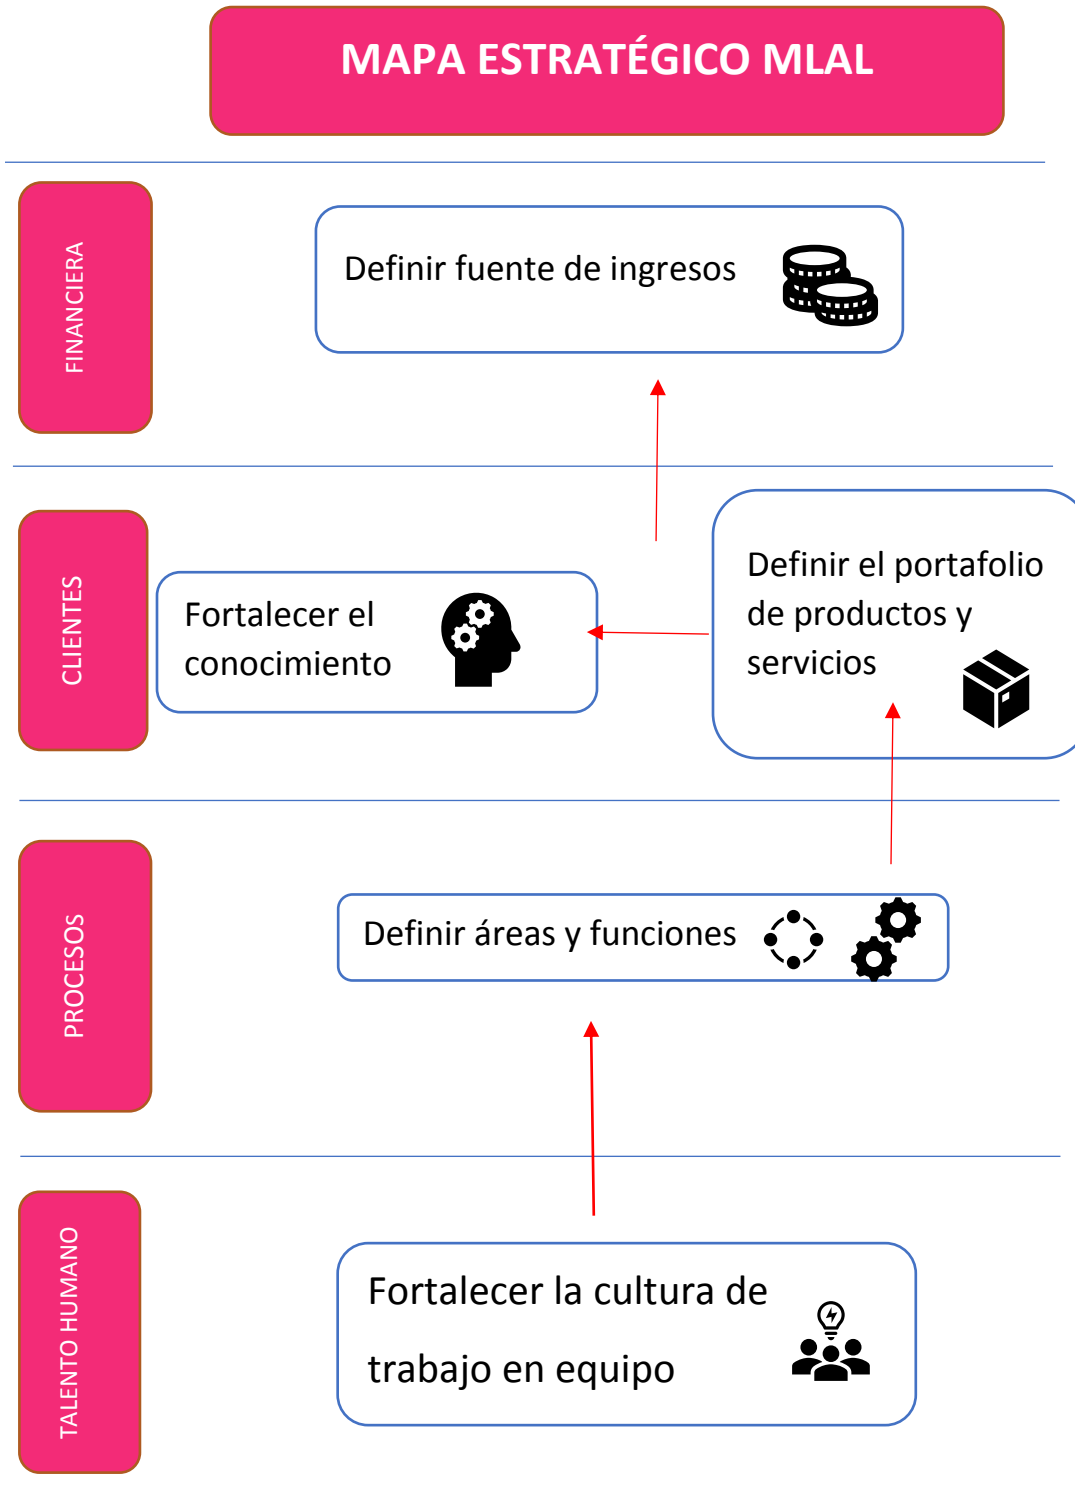 MAPA ESTRATÉGICO MLAL
FINANCIERA
Definir fuente de ingresos
CLIENTES
Fortalecer el
conocimiento
Definir el portafolio
de productos y
servicios
PROCESOS
Definir áreas y funciones
TALENTO HUMANO
Fortalecer la cultura de
trabajo en equipo